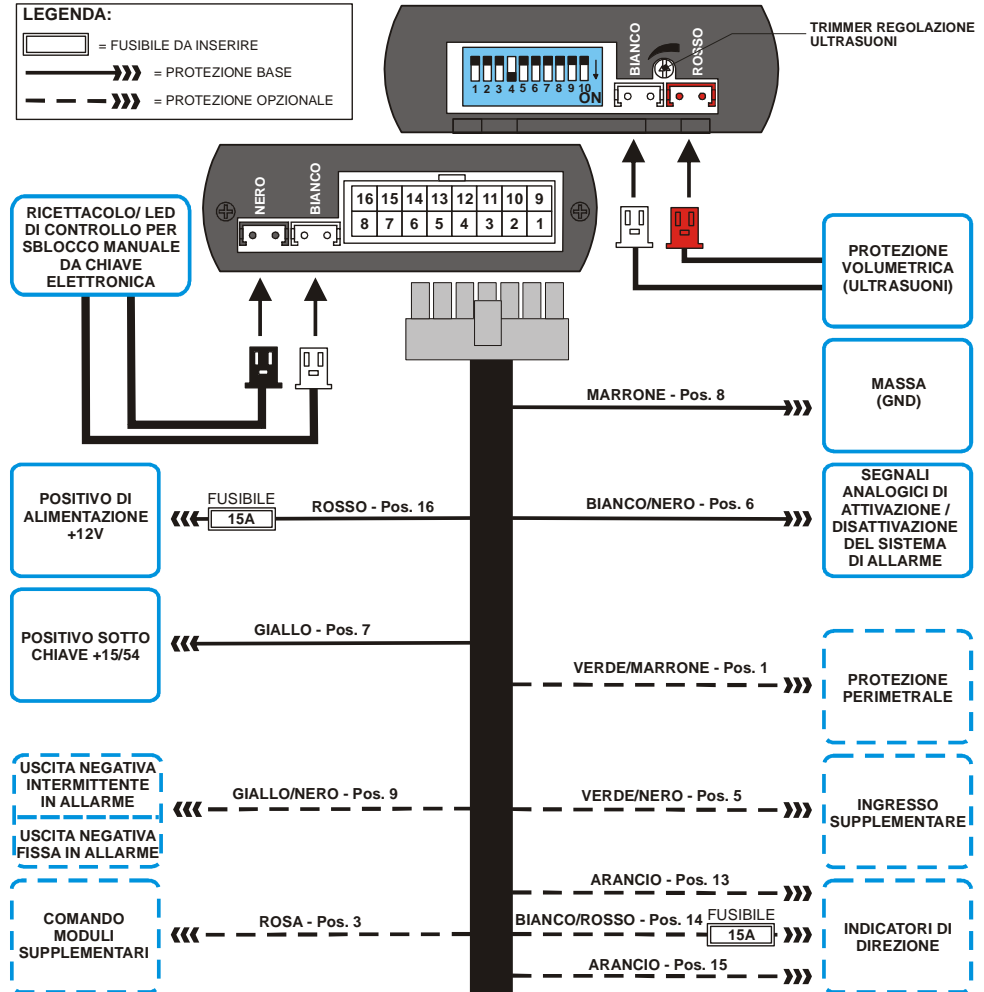 LEGENDA:
= FUSIBILE DA INSERIRE
= PROTEZIONE BASE
= PROTEZIONE OPZIONALE
TRIMMER REGOLAZIONE
ULTRASUONI
BIANCO
ROSSO
1 2 3 4 5 6 7 8 9 10
ON
NERO
BIANCO
16 15 14 13 12 11 10 9
8 7 6 5 4 3 2 1
RICETTACOLO/ LED
DI CONTROLLO PER
SBLOCCO MANUALE
DA CHIAVE
ELETTRONICA
PROTEZIONE
VOLUMETRICA
(ULTRASUONI)
MARRONE - Pos. 8
MASSA
(GND)
POSITIVO DI
ALIMENTAZIONE
+12V
FUSIBILE
15A
ROSSO - Pos. 16
BIANCO/NERO - Pos. 6
SEGNALI
ANALOGICI DI
ATTIVAZIONE /
DISATTIVAZIONE
DEL SISTEMA
DI ALLARME
POSITIVO SOTTO
CHIAVE +15/54
GIALLO - Pos. 7
VERDE/MARRONE - Pos. 1
PROTEZIONE
PERIMETRALE
USCITA NEGATIVA
INTERMITTENTE
IN ALLARME
USCITA NEGATIVA
FISSA IN ALLARME
GIALLO/NERO - Pos. 9
VERDE/NERO - Pos. 5
INGRESSO
SUPPLEMENTARE
COMANDO
MODULI
SUPPLEMENTARI
ROSA - Pos. 3
ARANCIO - Pos. 13
BIANCO/ROSSO - Pos. 14
FUSIBILE
15A
ARANCIO - Pos. 15
INDICATORI DI
DIREZIONE